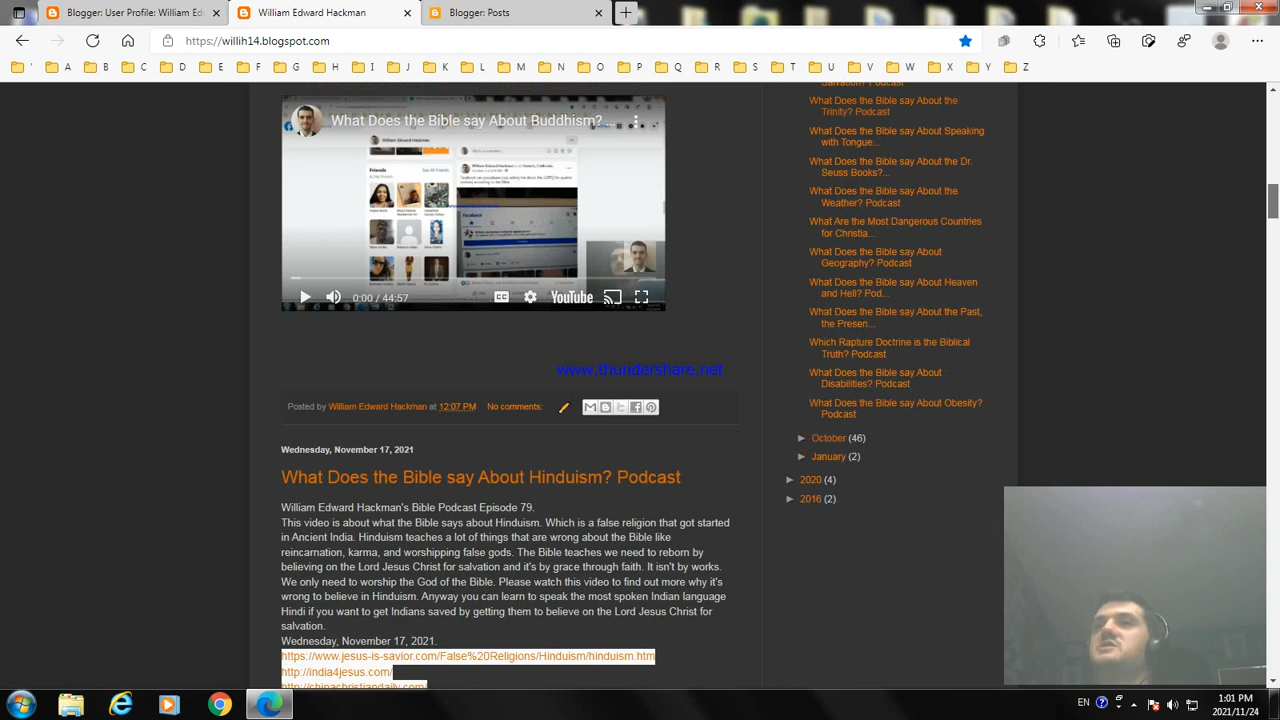 Blogger: User Profile: William Ed
William Edward Hackman
Blogger: Posts
https://willih14.blogspot.com
' A B C D E F G H I J K L M N O P Q R S T U V W X Y Z
What Does the Bible say About Buddhism? ...
Friends
See All Friends
William Edward Hackman
facebook
0:00 / 44:57
CC
YouTube
www.thundershare.net
Posted by William Edward Hackman at 12:07 PM No comments:
Wednesday, November 17, 2021
What Does the Bible say About Hinduism? Podcast
William Edward Hackman's Bible Podcast Episode 79.
This video is about what the Bible says about Hinduism. Which is a false religion that got started
in Ancient India. Hinduism teaches a lot of things that are wrong about the Bible like
reincarnation, karma, and worshipping false gods. The Bible teaches we need to reborn by
believing on the Lord Jesus Christ for salvation and it's by grace through faith. It isn't by works.
We only need to worship the God of the Bible. Please watch this video to find out more why it's
wrong to believe in Hinduism. Anyway you can learn to speak the most spoken Indian language
Hindi if you want to get Indians saved by getting them to believe on the Lord Jesus Christ for
salvation.
Wednesday, November 17, 2021.
https://www.jesus-is-savior.com/False%20Religions/Hinduism/hinduism.htm
http://india4jesus.com/
http://chinachristiandaily.com/
Salvation? Podcast
What Does the Bible say About the
Trinity? Podcast
What Does the Bible say About Speaking
with Tongue...
What Does the Bible say About the Dr.
Seuss Books?...
What Does the Bible say About the
Weather? Podcast
What Are the Most Dangerous Countries
for Christia...
What Does the Bible say About
Geography? Podcast
What Does the Bible say About Heaven
and Hell? Pod...
What Does the Bible say About the Past,
the Presen...
Which Rapture Doctrine is the Biblical
Truth? Podcast
What Does the Bible say About
Disabilities? Podcast
What Does the Bible say About Obesity?
Podcast
► October (46)
► January (2)
► 2020 (4)
► 2016 (2)
EN
1:01 PM
2021/11/24